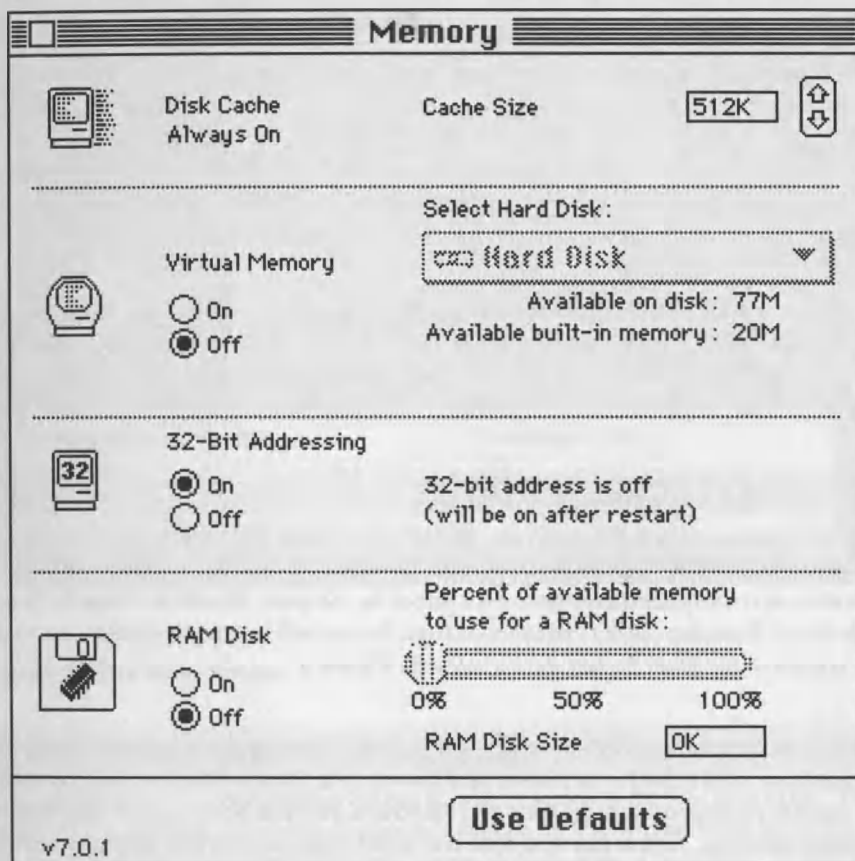 Memory
Disk Cache
Always On
Cache Size
512K
Select Hard Disk:
Hard Disk
Virtual Memory
On
Off
Available on disk: 77M
Available built-in memory: 20M
32-Bit Addressing
32
On
Off
32-bit address is off
(will be on after restart)
Percent of available memory
to use for a RAM disk:
RAM Disk
On
Off
0% 50% 100%
RAM Disk Size 0K
Use Defaults
v7.0.1